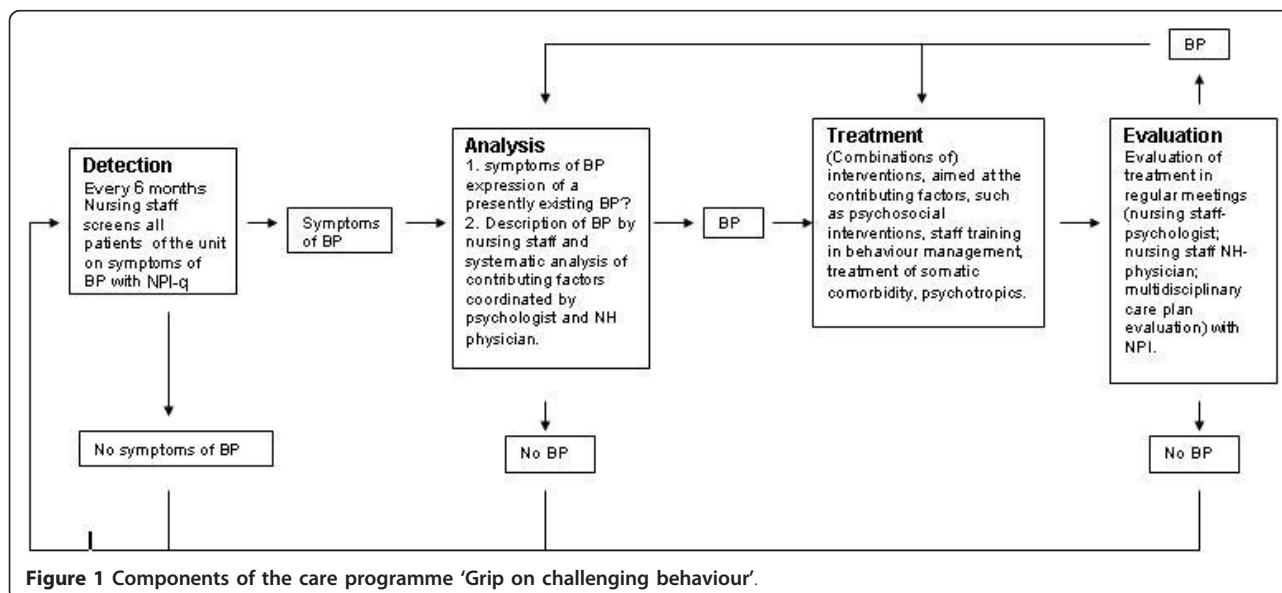 BP
Detection
Every 6 months
Nursing staff
screens all
patients of the unit
on symptoms of
BP with NPI-q
Symptoms
of BP
Analysis
1. symptoms of BP
expression of a
presently existing BP?
2. Description of BP by
nursing staff and
systematic analysis of
contributing factors
coordinated by
psychologist and NH
physician.
BP
Treatment
(Combinations of)
interventions, aimed at the
contributing factors, such
as psychosocial
interventions, staff training
in behaviour management,
treatment of somatic
comorbidity, psychotropics.
Evaluation
Evaluation of
treatment in
regular meetings
(nursing staff-
psychologist;
nursing staff NH-
physician;
multidisciplinary
care plan
evaluation) with
NPI.
No symptoms of BP
No BP
No BP
Figure 1 Components of the care programme 'Grip on challenging behaviour'.